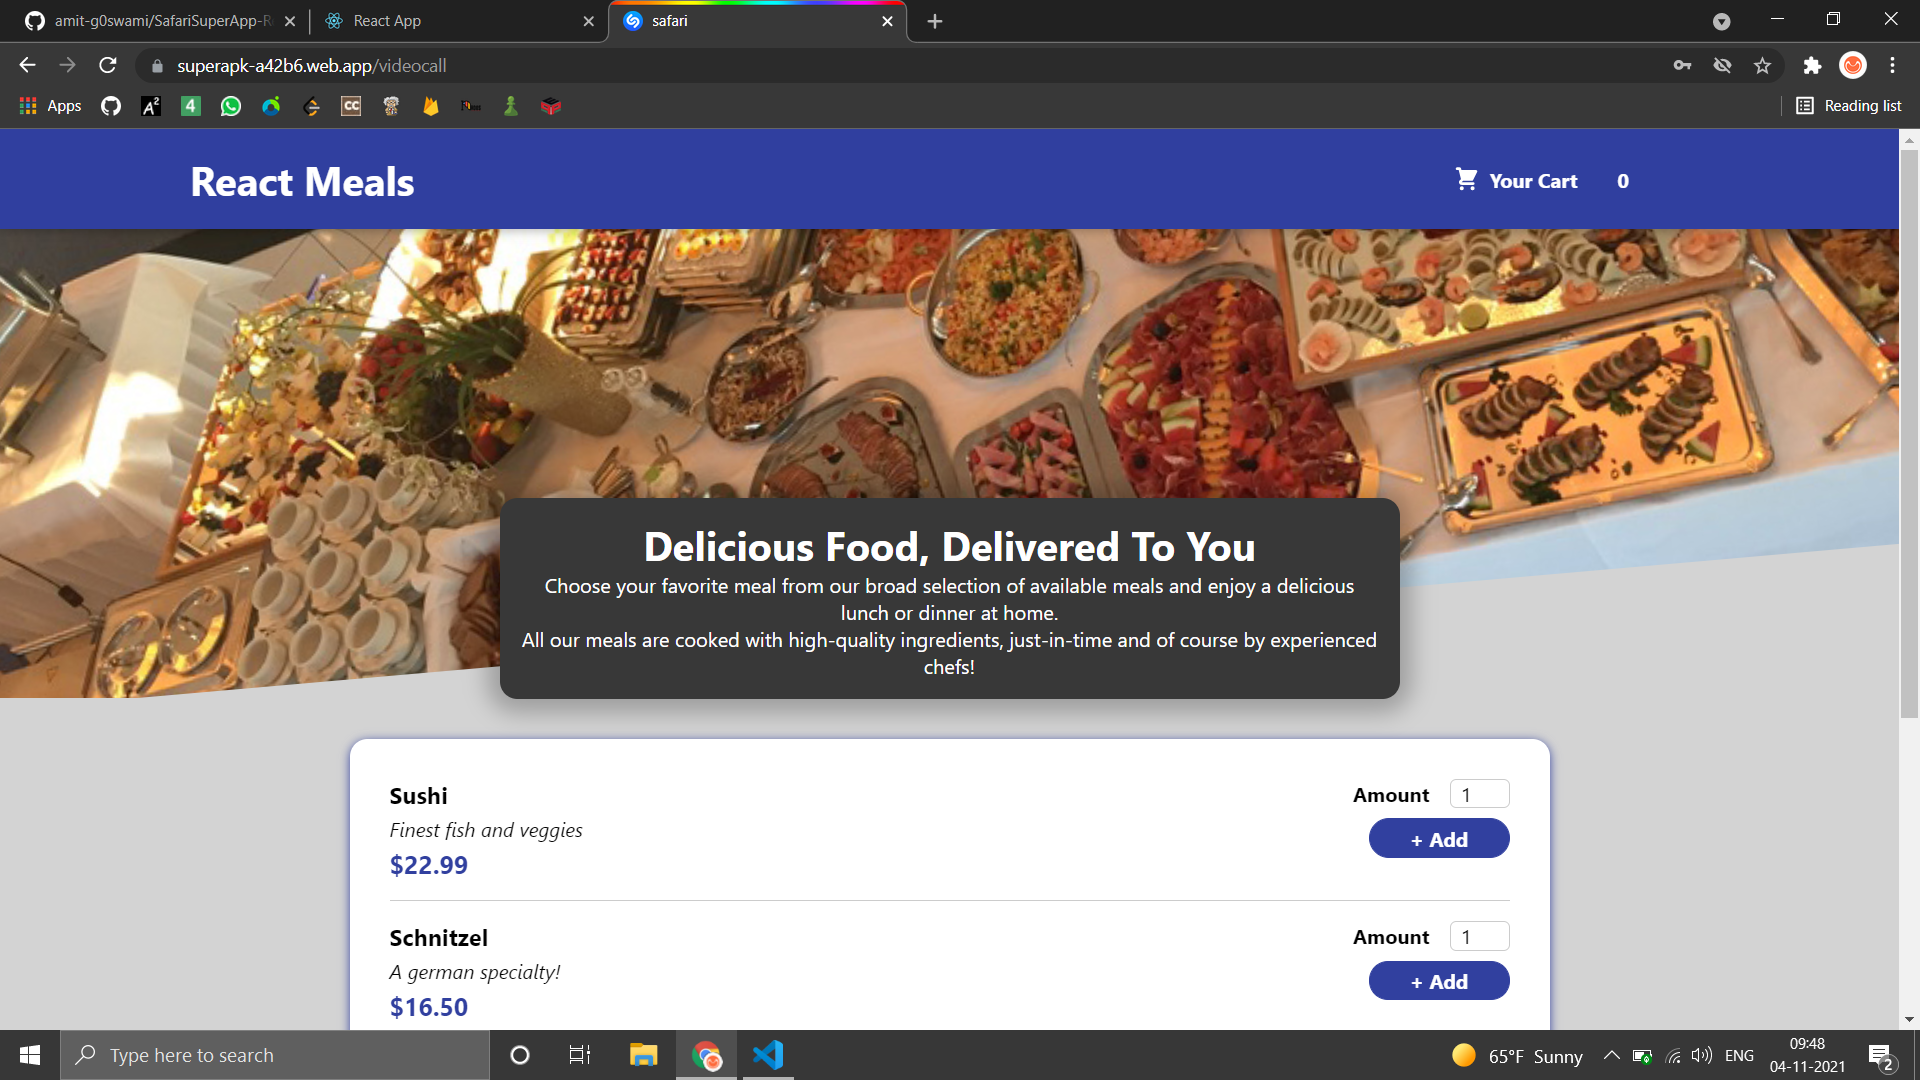 amit-g0swami/SafariSuperApp-R
React App
safari
superapk-a42b6.web.app/videocall
Apps
A²
4
CC
Reading list
React Meals
Your Cart 0
Delicious Food, Delivered To You
Choose your favorite meal from our broad selection of available meals and enjoy a delicious
lunch or dinner at home.
All our meals are cooked with high-quality ingredients, just-in-time and of course by experienced
chefs!
Sushi
Amount 1
Finest fish and veggies
+ Add
$22.99
Schnitzel
Amount 1
A german specialty!
+ Add
$16.50
Type here to search
65°F Sunny
ENG
09:48
04-11-2021
2